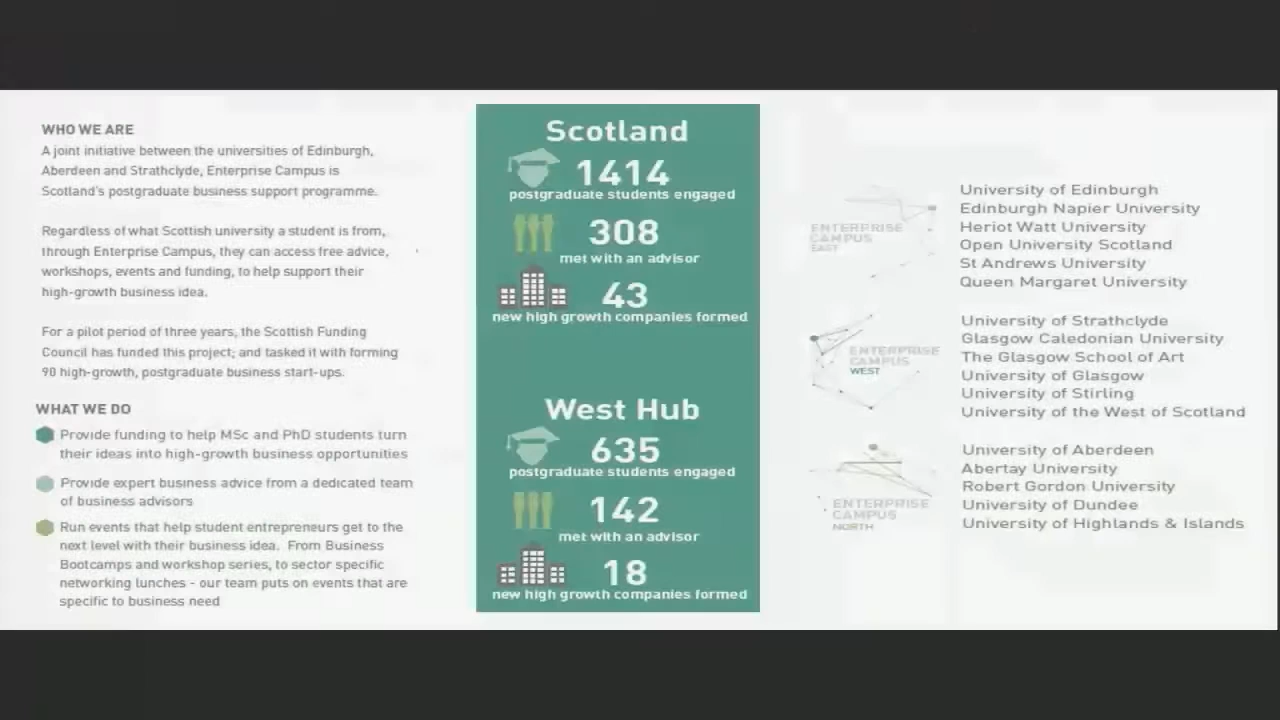 WHO WE ARE
A joint initiative between the universities of Edinburgh,
Aberdeen and Strathclyde, Enterprise Campus is
Scotland's postgraduate business support programme.
Regardless of what Scottish university a student is from,
through Enterprise Campus, they can access free advice,
workshops, events and funding, to help support their
high-growth business idea.
For a pilot period of three years, the Scottish Funding
Council has funded this project; and tasked it with forming
90 high-growth, postgraduate business start-ups.
WHAT WE DO
Provide funding to help MSc and PhD students turn
their ideas into high-growth business opportunities
Provide expert business advice from a dedicated team
of business advisors
Run events that help student entrepreneurs get to the
next level with their business idea. From Business
Bootcamps and workshop series, to sector specific
networking lunches - our team puts on events that are
specific to business need
Scotland
1414
postgraduate students engaged
308
met with an advisor
43
new high growth companies formed
West Hub
635
postgraduate students engaged
142
met with an advisor
18
new high growth companies formed
ENTERPRISE
CAMPUS
EAST
University of Edinburgh
Edinburgh Napier University
Heriot Watt University
Open University Scotland
St Andrews University
Queen Margaret University
ENTERPRISE
CAMPUS
WEST
University of Strathclyde
Glasgow Caledonian University
The Glasgow School of Art
University of Glasgow
University of Stirling
University of the West of Scotland
ENTERPRISE
CAMPUS
NORTH
University of Aberdeen
Abertay University
Robert Gordon University
University of Dundee
University of Highlands & Islands